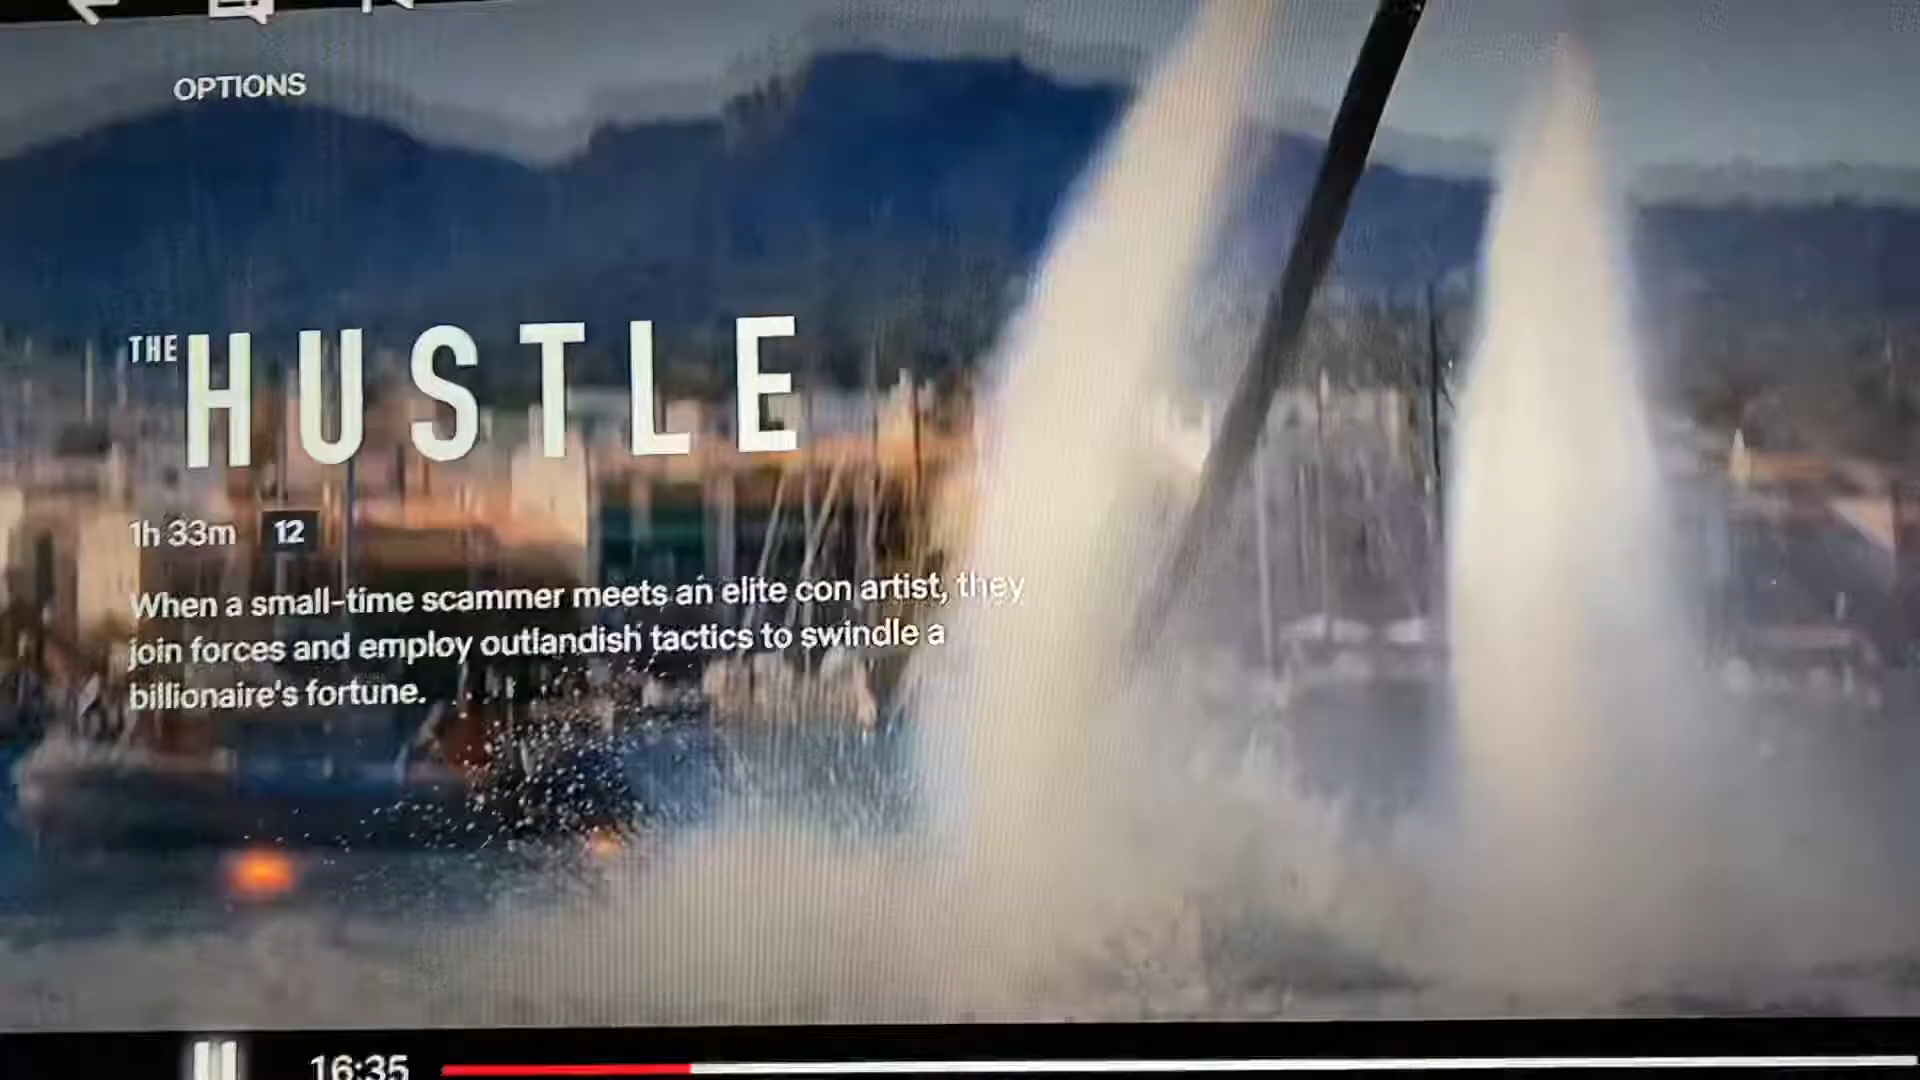 OPTIONS
THE HUSTLE
1h 33m 12
When a small-time scammer meets an elite con artist, they
join forces and employ outlandish tactics to swindle a
billionaire's fortune.
16:35